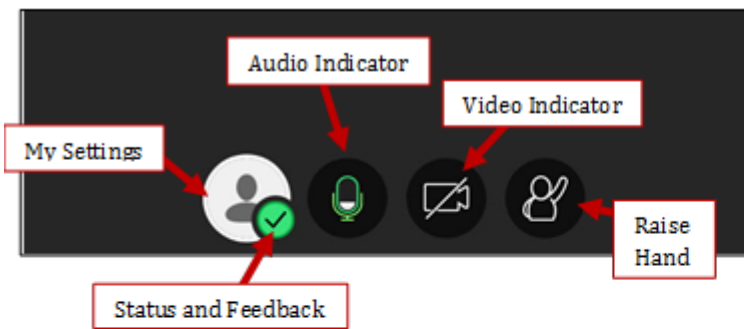 Audio Indicator
Video Indicator
My Settings
Raise
Hand
Status and Feedback